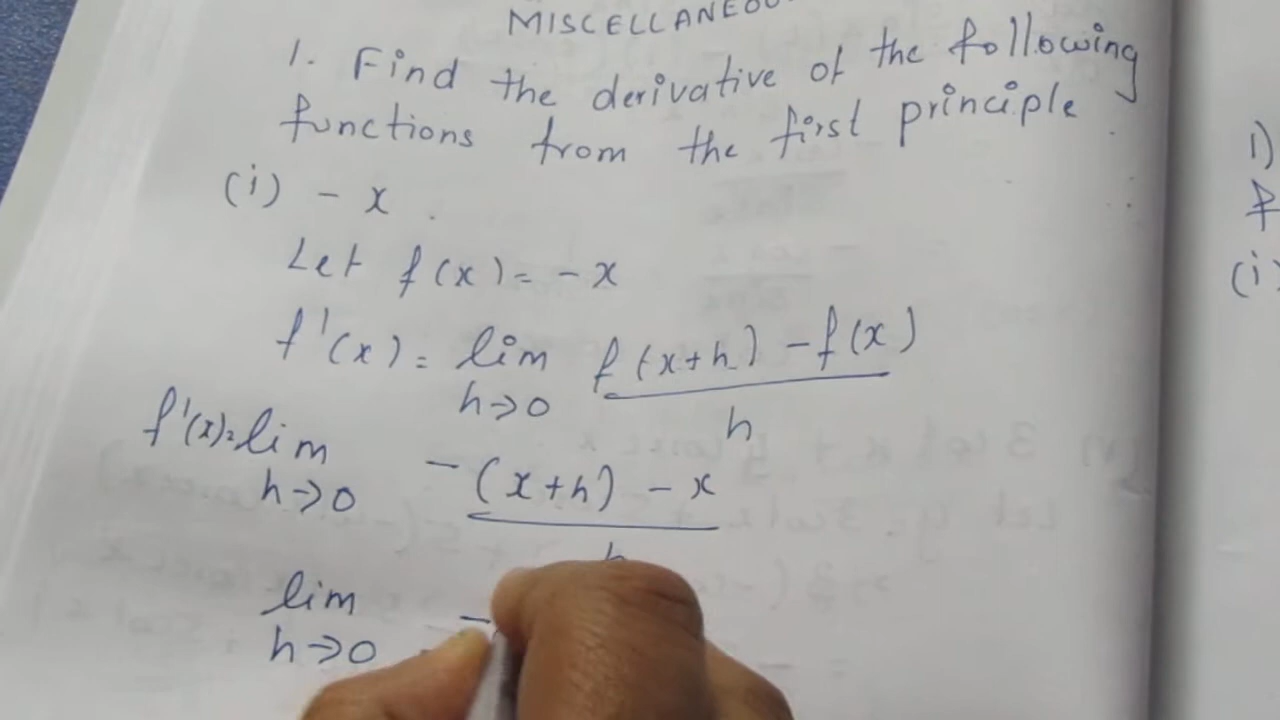 MISCELLANEOU
1. Find the derivative of the following
functions from the first principle.
(i) - x.
Let f(x) = -x
f'(x) = lim h→0 f(x+h) - f(x) / h
f'(x) = lim h→0 -(x+h) - x / h
lim h→0 -
1)
(i)